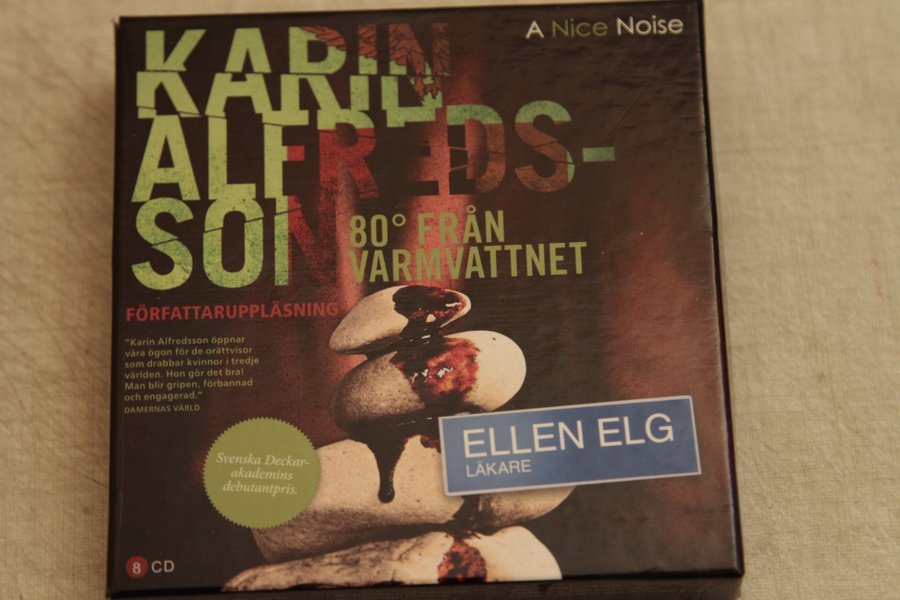 A Nice Noise
KARIN
ALFREDS-
SON
80° FRÅN
VARMVATTNET
FÖRFATTARUPPLÄSNING
"Karin Alfredsson öppnar
våra ögon för de orättvisor
som drabbar kvinnor i tredje
världen. Hon gör det bra!
Man blir gripen, förbannad
och engagerad."
DAMERNAS VÄRLD
Svenska Deckar-
akademins
debutantpris.
ELLEN ELG
LÄKARE
8 CD